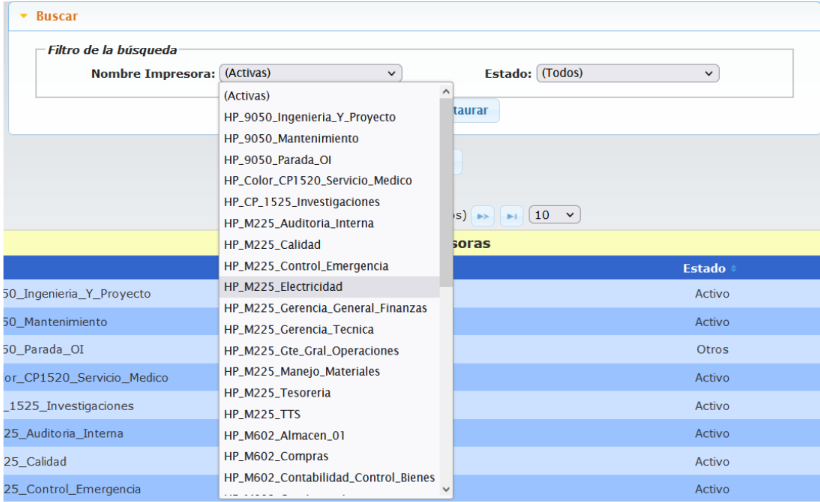 Buscar
Filtro de la búsqueda
Nombre Impresora: (Activas) Estado: (Todos)
(Activas)
HP_9050_Ingenieria_Y_Proyecto
HP_9050_Mantenimiento
HP_9050_Parada_OI
HP_Color_CP1520_Servicio_Medico
HP_CP_1525_Investigaciones
HP_M225_Auditoria_Interna
HP_M225_Calidad
HP_M225_Control_Emergencia
HP_M225_Electricidad
HP_M225_Gerencia_General_Finanzas
HP_M225_Gerencia_Tecnica
HP_M225_Gte_Gral_Operaciones
HP_M225_Manejo_Materiales
HP_M225_Tesoreria
HP_M225_TTS
HP_M602_Almacen_01
HP_M602_Compras
HP_M602_Contabilidad_Control_Bienes
taurar
os) 10
soras
Estado
50_Ingenieria_Y_Proyecto Activo
50_Mantenimiento Activo
50_Parada_OI Otros
or_CP1520_Servicio_Medico Activo
_1525_Investigaciones Activo
25_Auditoria_Interna Activo
25_Calidad Activo
25_Control_Emergencia Activo